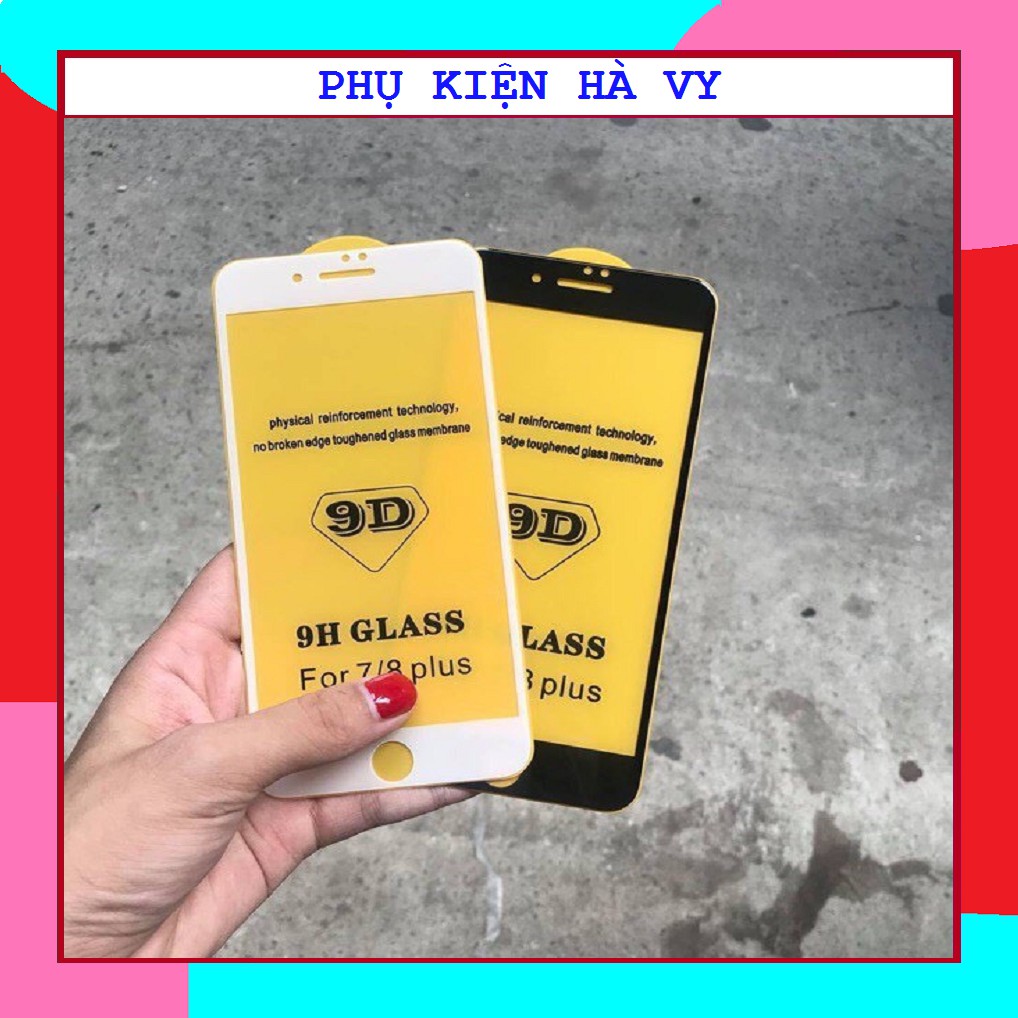 PHỤ KIỆN HÀ VY
physical reinforcement technology,
no broken edge toughened glass membrane
9D
9H GLASS
For 7/8 plus
cal reinforcement technology,
edge toughened glass membrane
9D
LASS
8 plus